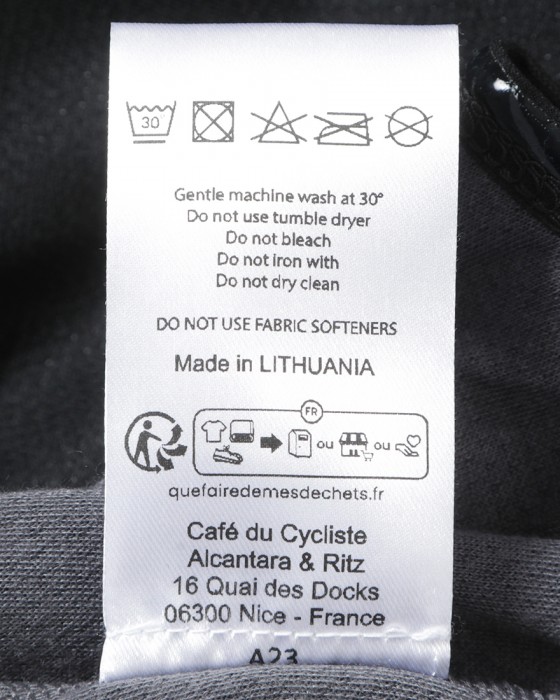 30°
Gentle machine wash at 30°
Do not use tumble dryer
Do not bleach
Do not iron with
Do not dry clean
DO NOT USE FABRIC SOFTENERS
Made in LITHUANIA
FR
ou ou
quefairedemesdechets.fr
Café du Cycliste
Alcantara & Ritz
16 Quai des Docks
06300 Nice - France
A23